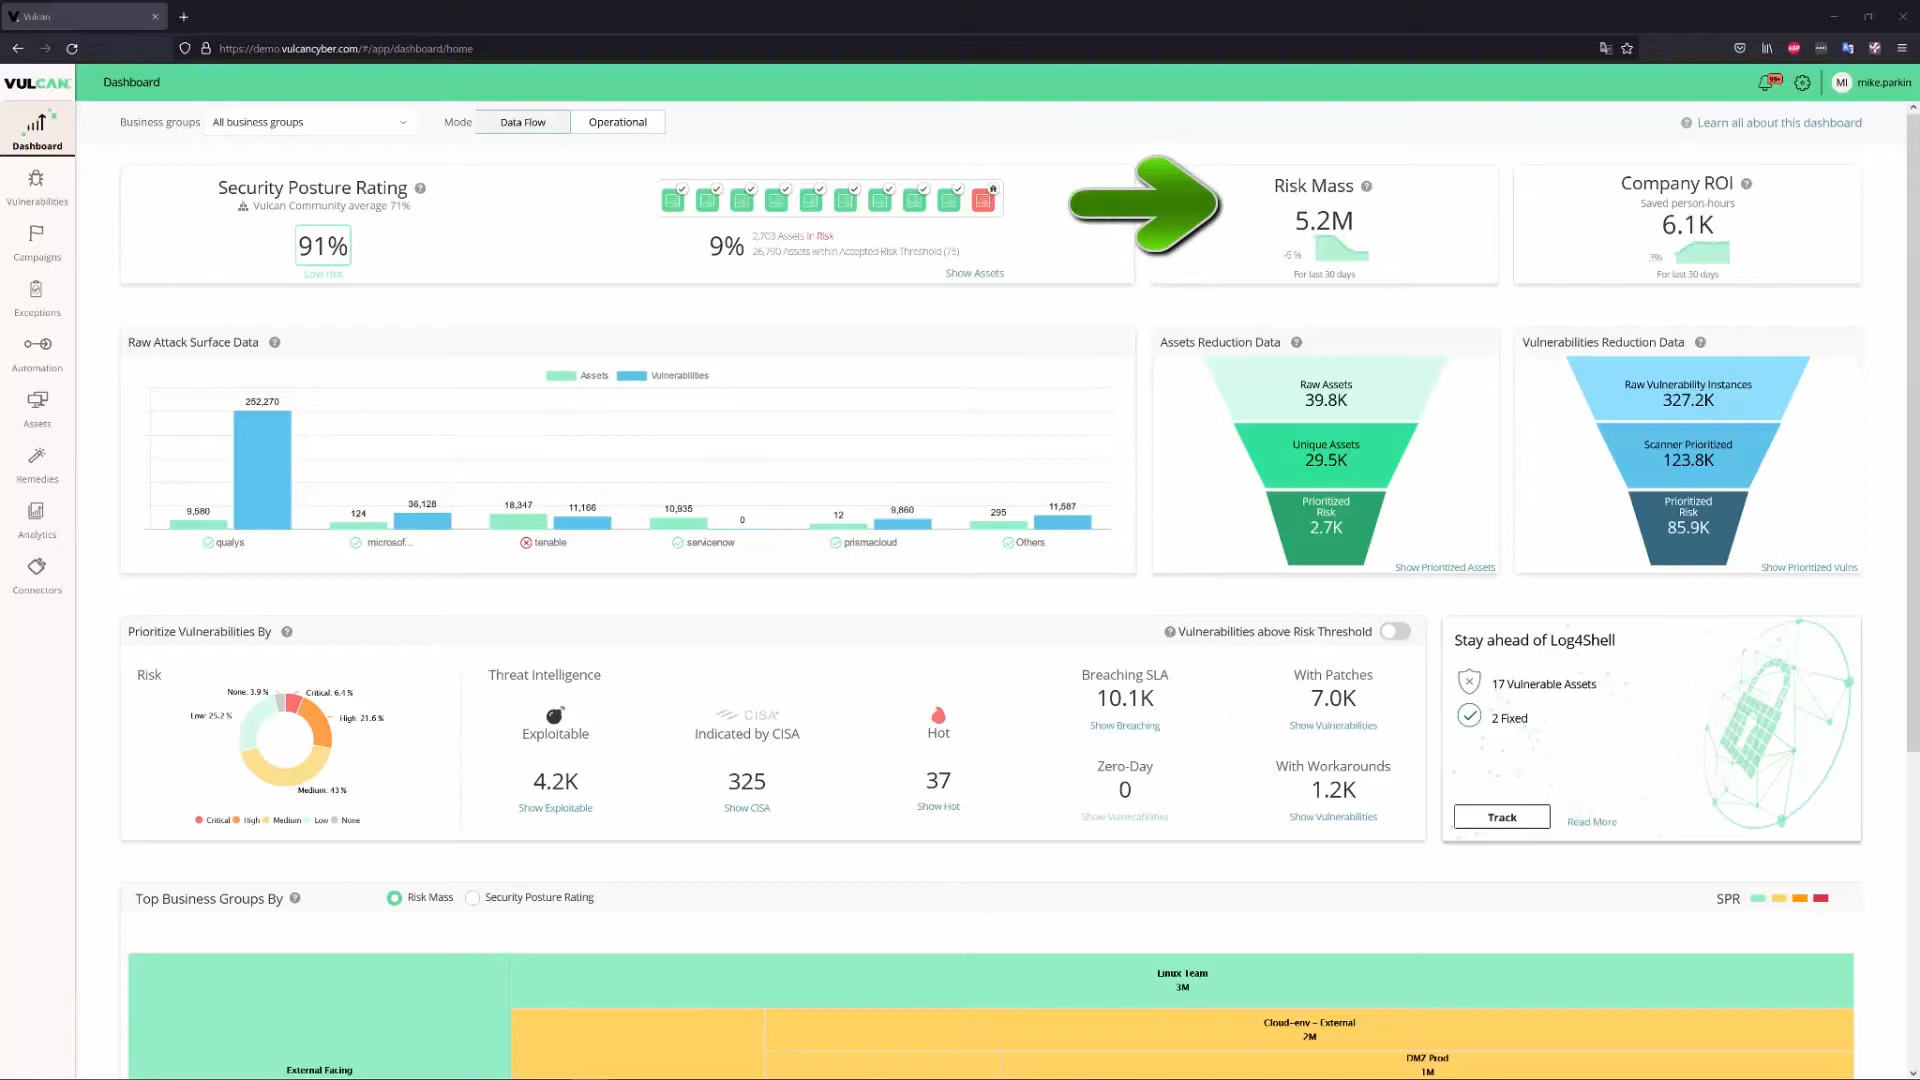 Vulcan
https://demo.vulcancyber.com/#/app/dashboard/home
VULCAN.
Dashboard
99+
MI
mike.parkin
Business groups
All business groups
Mode
Data Flow
Operational
Learn all about this dashboard
Dashboard
Vulnerabilities
Campaigns
Exceptions
Automation
Assets
Remedies
Analytics
Connectors
Security Posture Rating
Vulcan Community average 71%
91%
Low risk
9%
2,703 Assets In Risk
26,790 Assets within Accepted Risk Threshold (75)
Show Assets
Risk Mass
5.2M
-6 %
For last 30 days
Company ROI
Saved person-hours
6.1K
3%
For last 30 days
Raw Attack Surface Data
Assets
Vulnerabilities
9,580
252,270
124
36,128
18,347
11,166
10,935
0
12
9,860
295
11,587
qualys
microsof...
tenable
servicenow
prismacloud
Others
Assets Reduction Data
Raw Assets
39.8K
Unique Assets
29.5K
Prioritized
Risk
2.7K
Show Prioritized Assets
Vulnerabilities Reduction Data
Raw Vulnerability Instances
327.2K
Scanner Prioritized
123.8K
Prioritized
Risk
85.9K
Show Prioritized Vulns
Prioritize Vulnerabilities By
Vulnerabilities above Risk Threshold
Risk
None: 3.9 %
Critical: 6.4 %
Low: 25.2 %
High: 21.6 %
Medium: 43 %
Critical
High
Medium
Low
None
Threat Intelligence
Exploitable
4.2K
Show Exploitable
CISA
Indicated by CISA
325
Show CISA
Hot
37
Show Hot
Breaching SLA
10.1K
Show Breaching
With Patches
7.0K
Show Vulnerabilities
Zero-Day
0
Show Vulnerabilities
With Workarounds
1.2K
Show Vulnerabilities
Stay ahead of Log4Shell
17 Vulnerable Assets
2 Fixed
Track
Read More
Top Business Groups By
Risk Mass
Security Posture Rating
SPR
Linux Team
3M
Cloud-env - External
2M
DMZ Prod
1M
External Facing